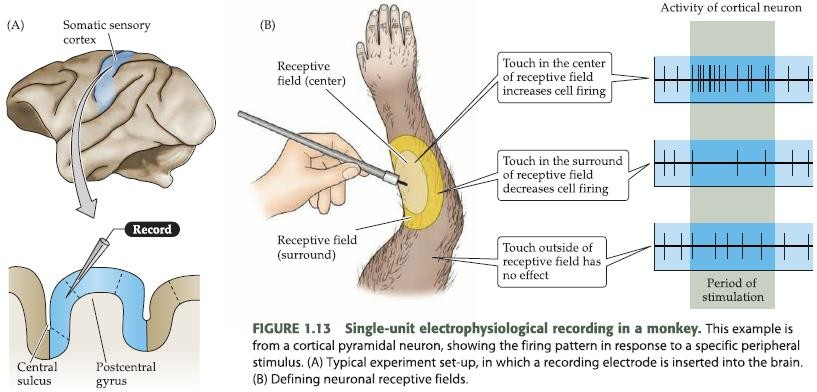 (A)
Somatic sensory
cortex
Record
Central
sulcus
Postcentral
gyrus
(B)
Receptive
field (center)
Receptive field
(surround)
Touch in the center
of receptive field
increases cell firing
Touch in the surround
of receptive field
decreases cell firing
Touch outside of
receptive field has
no effect
Activity of cortical neuron
Period of
stimulation
FIGURE 1.13 Single-unit electrophysiological recording in a monkey. This example is
from a cortical pyramidal neuron, showing the firing pattern in response to a specific peripheral
stimulus. (A) Typical experiment set-up, in which a recording electrode is inserted into the brain.
(B) Defining neuronal receptive fields.